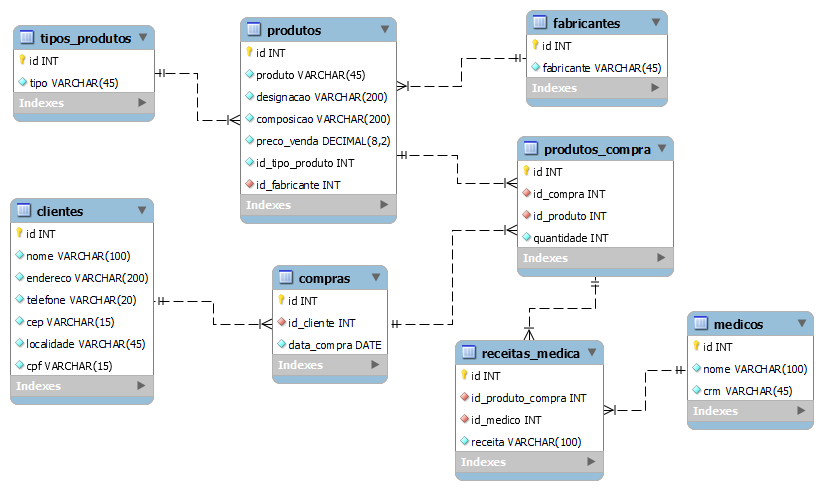 tipos_produtos
id INT
tipo VARCHAR(45)
Indexes
produtos
id INT
produto VARCHAR(45)
designacao VARCHAR(200)
composicao VARCHAR(200)
preco_venda DECIMAL(8,2)
id_tipo_produto INT
id_fabricante INT
Indexes
fabricantes
id INT
fabricante VARCHAR(45)
Indexes
produtos_compra
id INT
id_compra INT
id_produto INT
quantidade INT
Indexes
clientes
id INT
nome VARCHAR(100)
endereco VARCHAR(200)
telefone VARCHAR(20)
cep VARCHAR(15)
localidade VARCHAR(45)
cpf VARCHAR(15)
Indexes
compras
id INT
id_cliente INT
data_compra DATE
Indexes
receitas_medica
id INT
id_produto_compra INT
id_medico INT
receita VARCHAR(100)
Indexes
medicos
id INT
nome VARCHAR(100)
crm VARCHAR(45)
Indexes